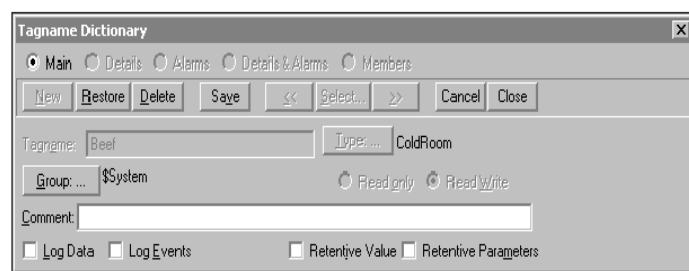 Tagname Dictionary
Main Details Alarms Details & Alarms Members
New Restore Delete Save << Select... >> Cancel Close
Tagname: Beef Type: ... ColdRoom
Group: ... $System Read only Read Write
Comment:
Log Data Log Events Retentive Value Retentive Parameters